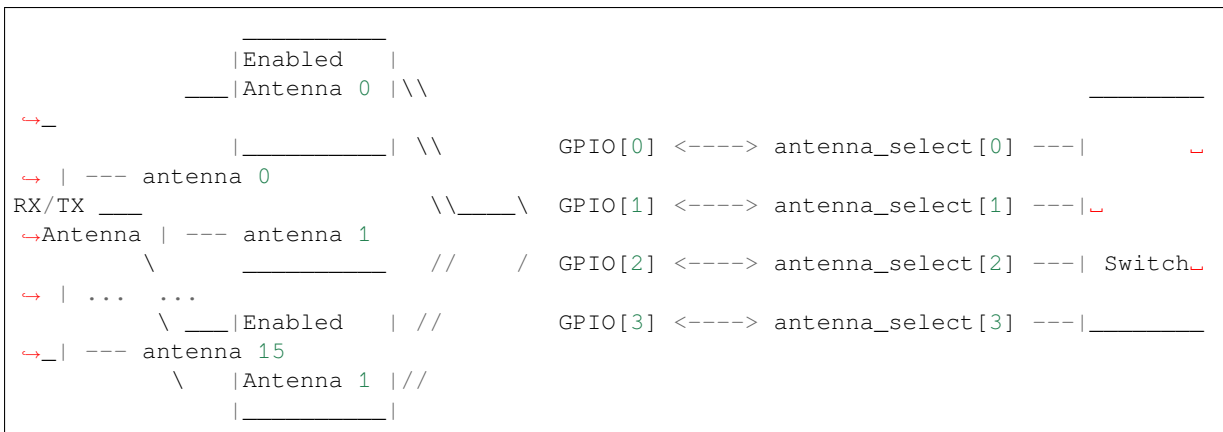 __________
                   |Enabled   |
                ___|Antenna 0 |\\                                                         ________
↪_
                   |__________| \\         GPIO[0] <----> antenna_select[0] ---|        ␣
↪ | --- antenna 0
RX/TX ___                        \\____\  GPIO[1] <----> antenna_select[1] ---|␣
↪Antenna | --- antenna 1
           \        __________   //    /  GPIO[2] <----> antenna_select[2] ---| Switch␣
↪ | ...  ...
            \ ___|Enabled   | //         GPIO[3] <----> antenna_select[3] ---|________
↪_| --- antenna 15
             \   |Antenna 1 |//
                   |__________|